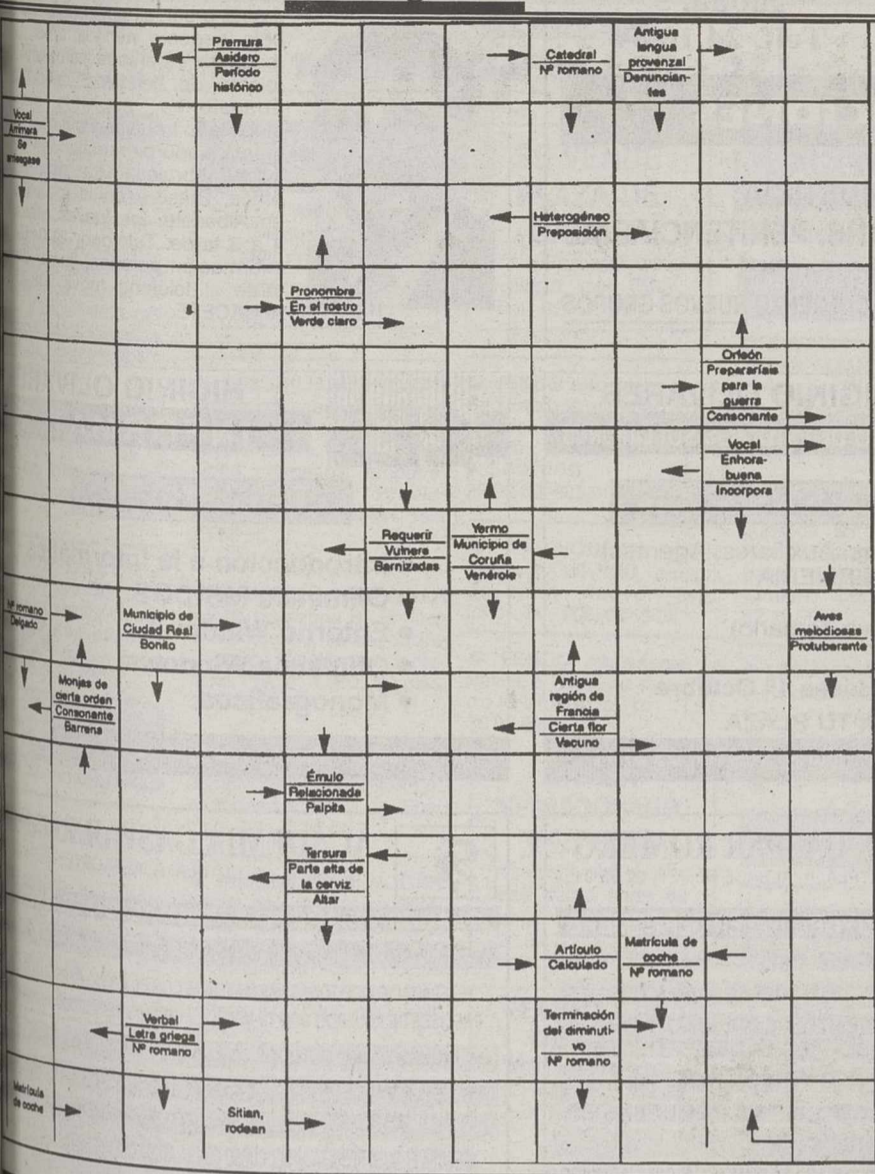 Premura
Asidero
Período
histórico
Catedral
Nº romano
Antigua
lengua
provenzal
Denuncian-
tes
Vocal
Arrimara
Se
arriesgase
Heterogéneo
Preposición
Pronombre
En el rostro
Verde claro
Orfeón
Prepararíais
para la
guerra
Consonante
Vocal
Enhora-
buena
Incorpora
Requerir
Vulnere
Barnizadas
Yermo
Municipio de
Coruña
Venérole
Nº romano
Delgado
Municipio de
Ciudad Real
Bonito
Aves
melodiosas
Protuberante
Monjas de
cierta orden
Consonante
Barrena
Antigua
región de
Francia
Cierta flor
Vacuno
Émulo
Relacionada
Palpita
Tersura
Parte alta de
la cerviz
Altar
Artículo
Calculado
Matrícula de
coche
Nº romano
Verbal
Letra griega
Nº romano
Terminación
del diminuti-
vo
Nº romano
Matrícula
de coche
Sitian,
rodean